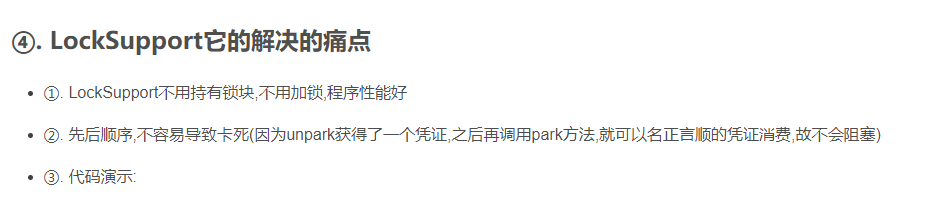 ④. LockSupport它的解决的痛点
①. LockSupport不用持有锁块,不用加锁,程序性能好
②. 先后顺序,不容易导致卡死(因为unpark获得了一个凭证,之后再调用park方法,就可以名正言顺的凭证消费,故不会阻塞)
③. 代码演示: